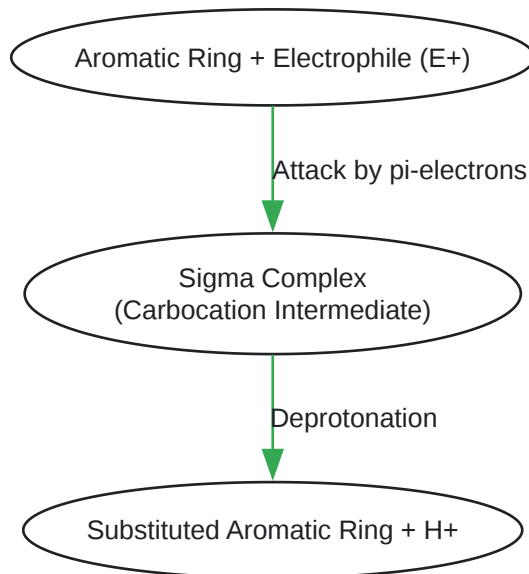 Aromatic Ring + Electrophile (E+)
Attack by pi-electrons
Sigma Complex
(Carbocation Intermediate)
Deprotonation
Substituted Aromatic Ring + H+